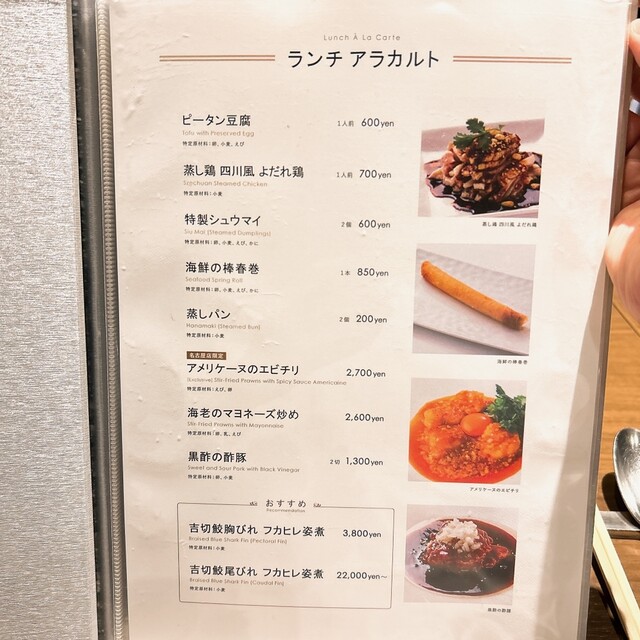 Lunch À La Carte
ランチ アラカルト
ピータン豆腐 1人前 600yen
Tofu with Preserved Egg
特定原材料:卵、小麦、えび
蒸し鶏 四川風 よだれ鶏 1人前 700yen
Szechuan Steamed Chicken
特定原材料:小麦
蒸し鶏 四川風 よだれ鶏
特製シュウマイ 2個 600yen
Siu Mai (Steamed Dumplings)
特定原材料:卵、小麦、えび、かに
海鮮の棒春巻 1本 850yen
Seafood Spring Roll
特定原材料:卵、小麦、えび、かに
蒸しパン 2個 200yen
Hanamaki (Steamed Bun)
特定原材料:小麦
海鮮の棒春巻
名古屋店限定
アメリケーヌのエビチリ 2,700yen
(Exclusive) Stir-Fried Prawns with Spicy Sauce Americaine
特定原材料:えび、卵
海老のマヨネーズ炒め 2,600yen
Stir-Fried Prawns with Mayonnaise
特定原材料:卵、乳、えび
黒酢の酢豚 2切 1,300yen
Sweet and Sour Pork with Black Vinegar
特定原材料:卵、小麦
アメリケーヌのエビチリ
おすすめ
Recommendation
吉切鮫胸びれ フカヒレ姿煮 3,800yen
Braised Blue Shark Fin (Pectoral Fin)
特定原材料:小麦
吉切鮫尾びれ フカヒレ姿煮 22,000yen~
Braised Blue Shark Fin (Caudal Fin)
特定原材料:小麦
黒酢の酢豚